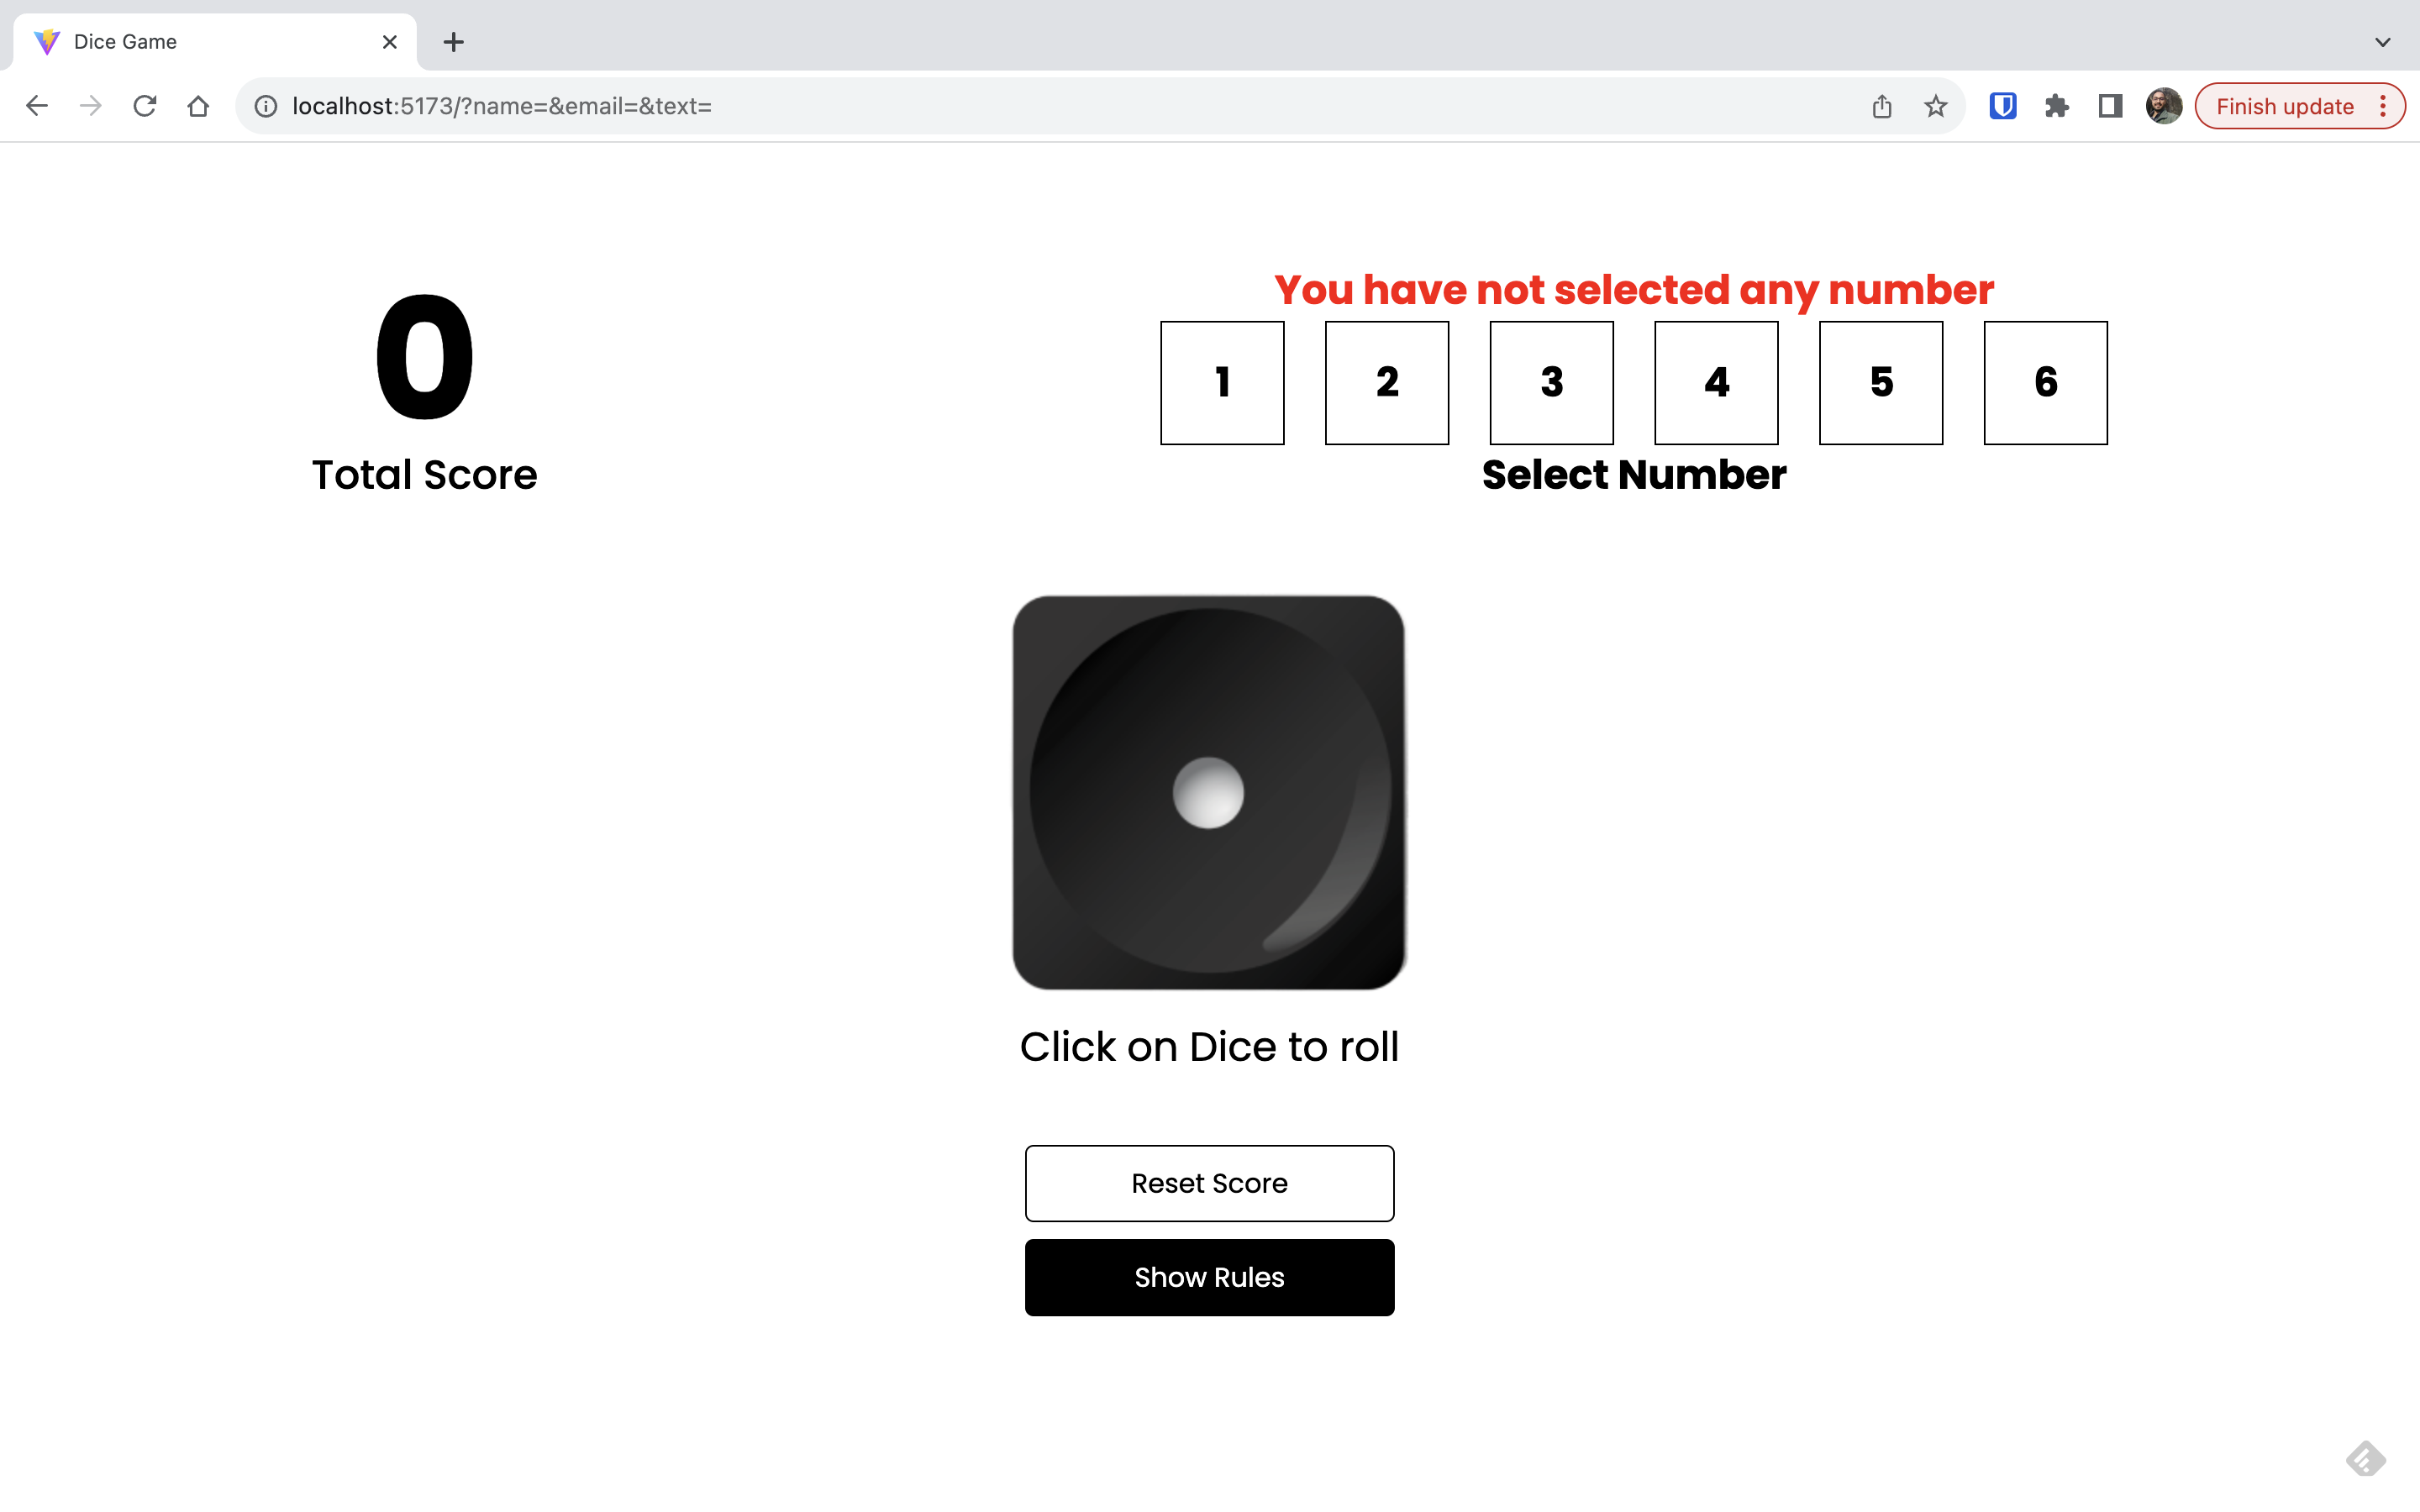 Dice Game
localhost:5173/?name=&email=&text=
Finish update
0
Total Score
You have not selected any number
1 2 3 4 5 6
Select Number
Click on Dice to roll
Reset Score
Show Rules